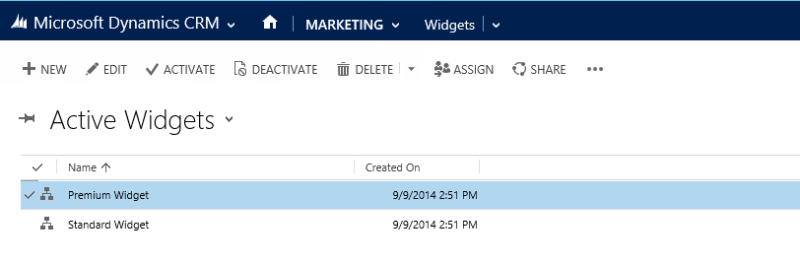 Microsoft Dynamics CRM MARKETING Widgets
NEW EDIT ACTIVATE DEACTIVATE DELETE ASSIGN SHARE
Active Widgets
Name Created On
Premium Widget 9/9/2014 2:51 PM
Standard Widget 9/9/2014 2:51 PM